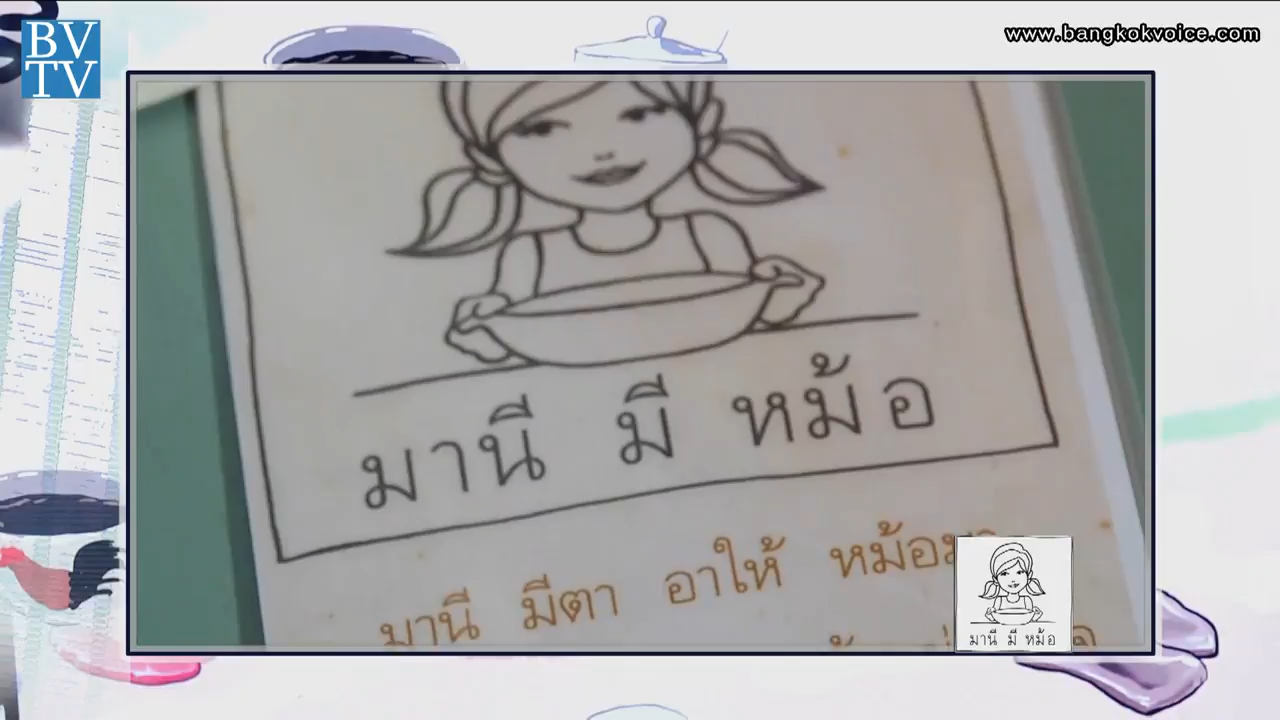 BV
TV
www.bangkokvoice.com
มานี มี หม้อ
มานี มีตา อาให้ หม้อ
มานี มี หม้อ